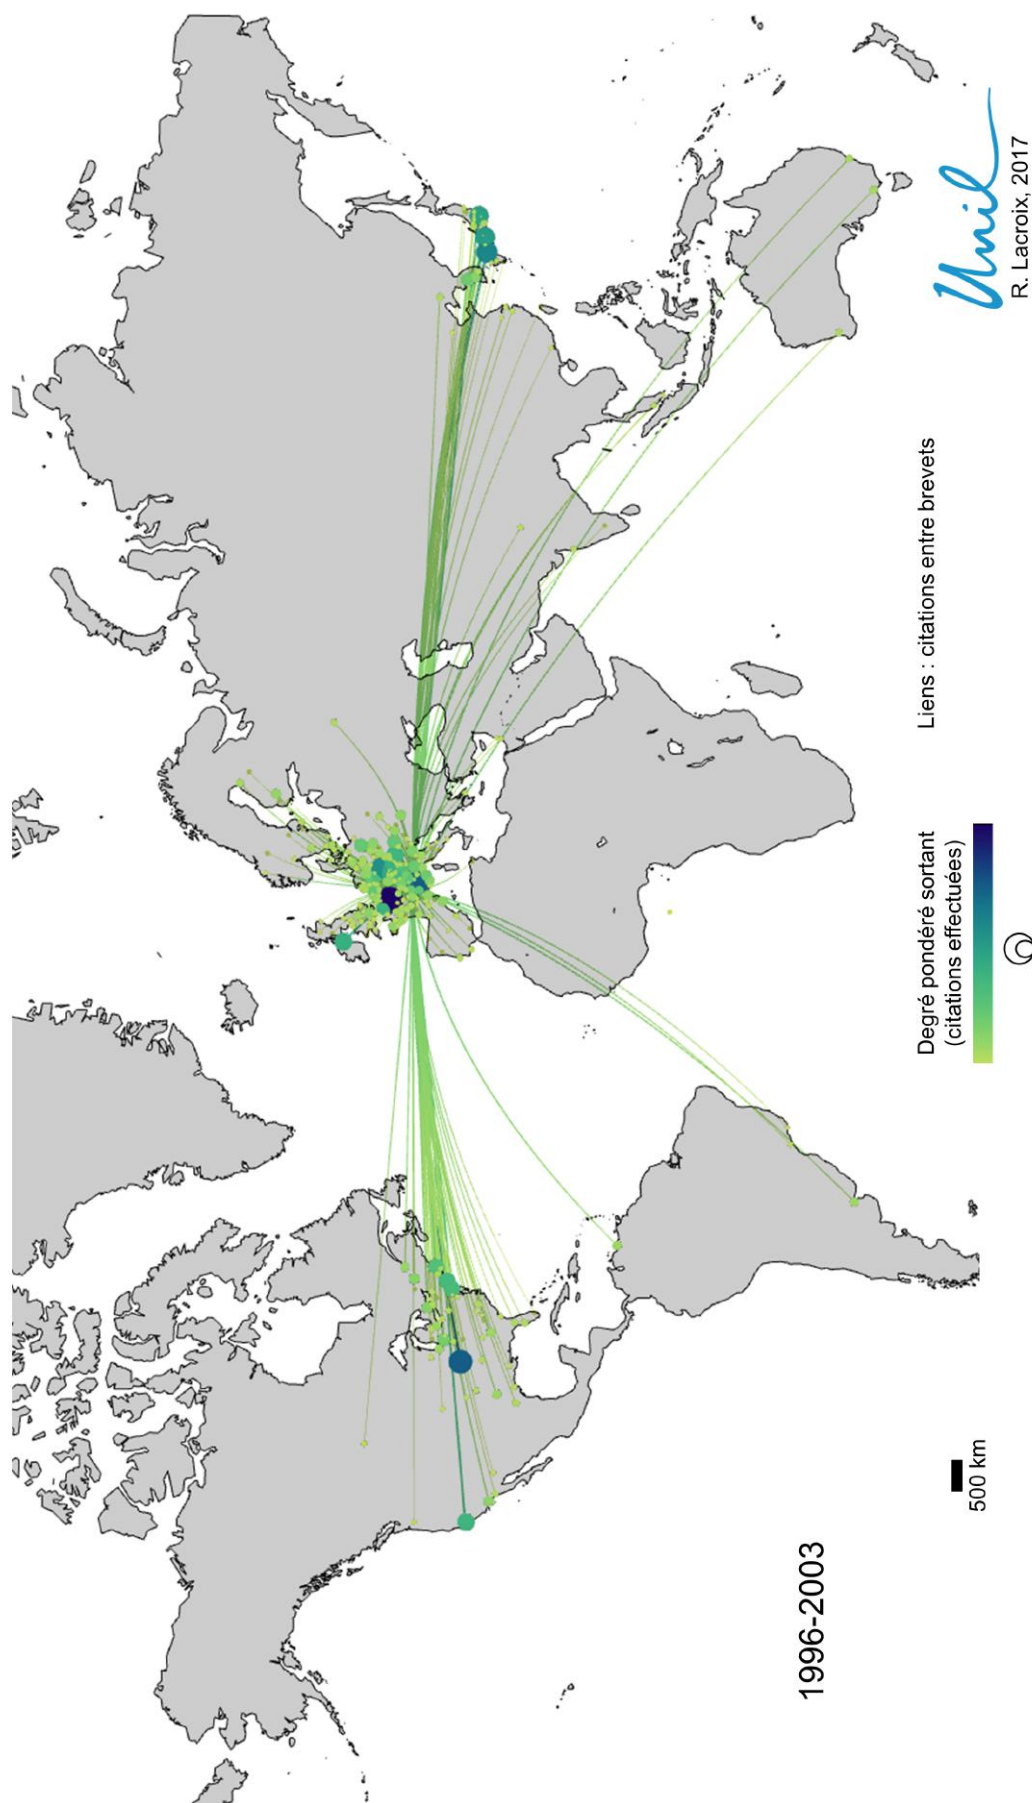 1996-2003
500 km
Degré pondéré sortant
(citations effectuées)
Liens : citations entre brevets
Unil
R. Lacroix, 2017